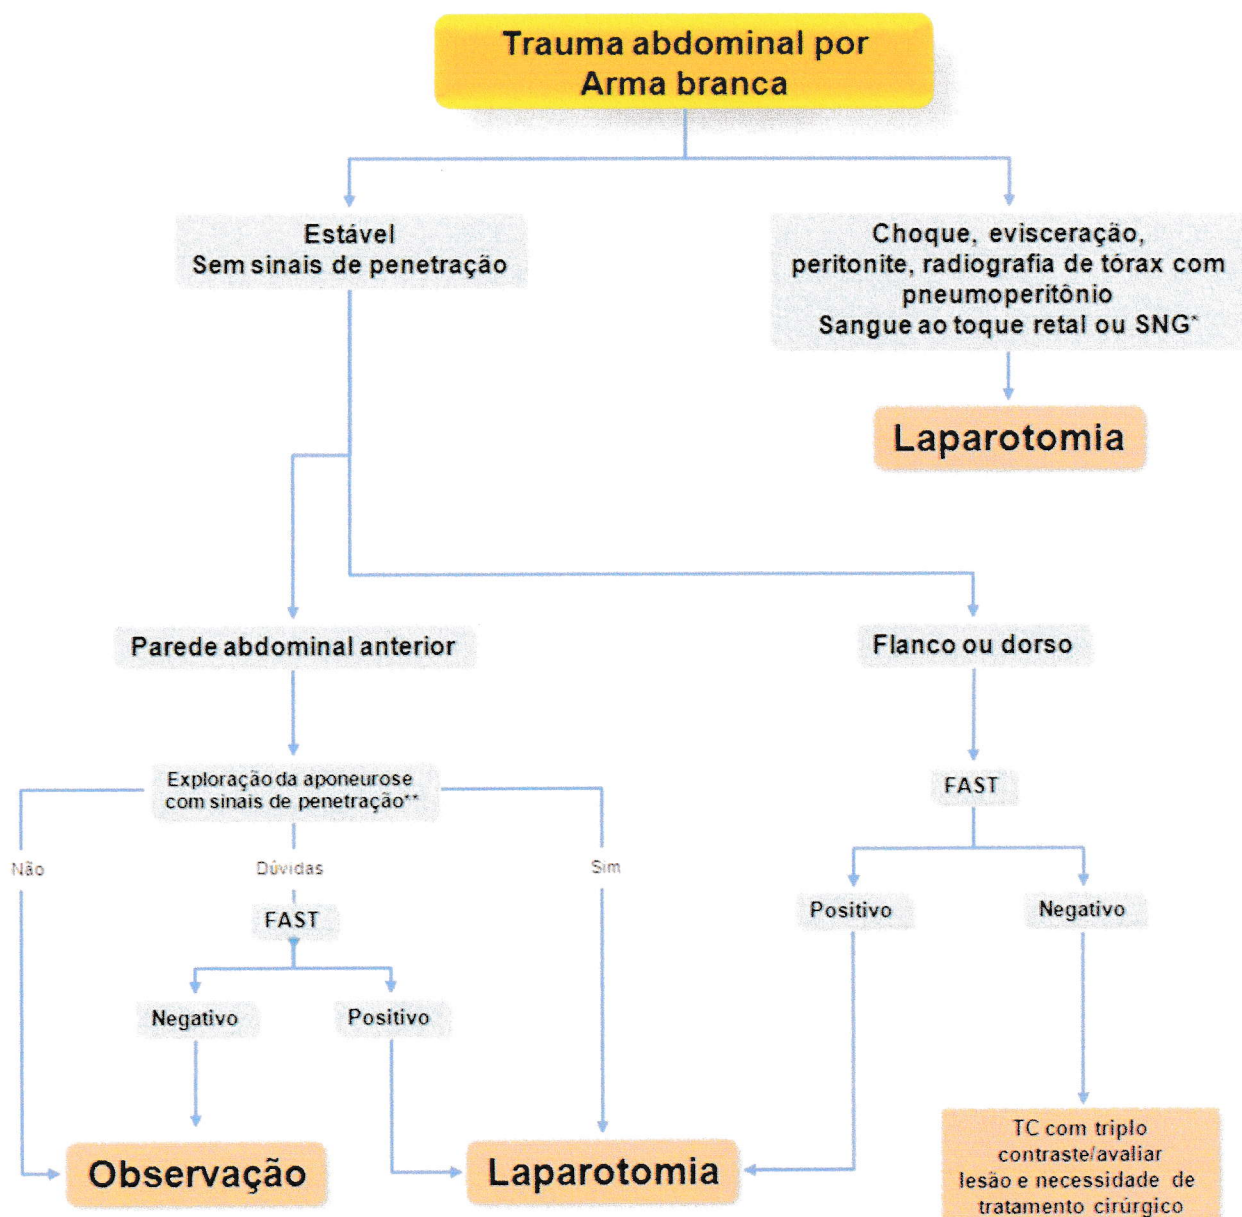 Trauma abdominal por
Arma branca
Estável
Sem sinais de penetração
Choque, evisceração,
peritonite, radiografia de tórax com
pneumoperitônio
Sangue ao toque retal ou SNG*
Laparotomia
Parede abdominal anterior
Flanco ou dorso
Exploração da aponeurose
com sinais de penetração**
FAST
Não
Dúvidas
Sim
FAST
Positivo
Negativo
Negativo
Positivo
Observação
Laparotomia
TC com triplo
contraste/avaliar
lesão e necessidade de
tratamento cirúrgico